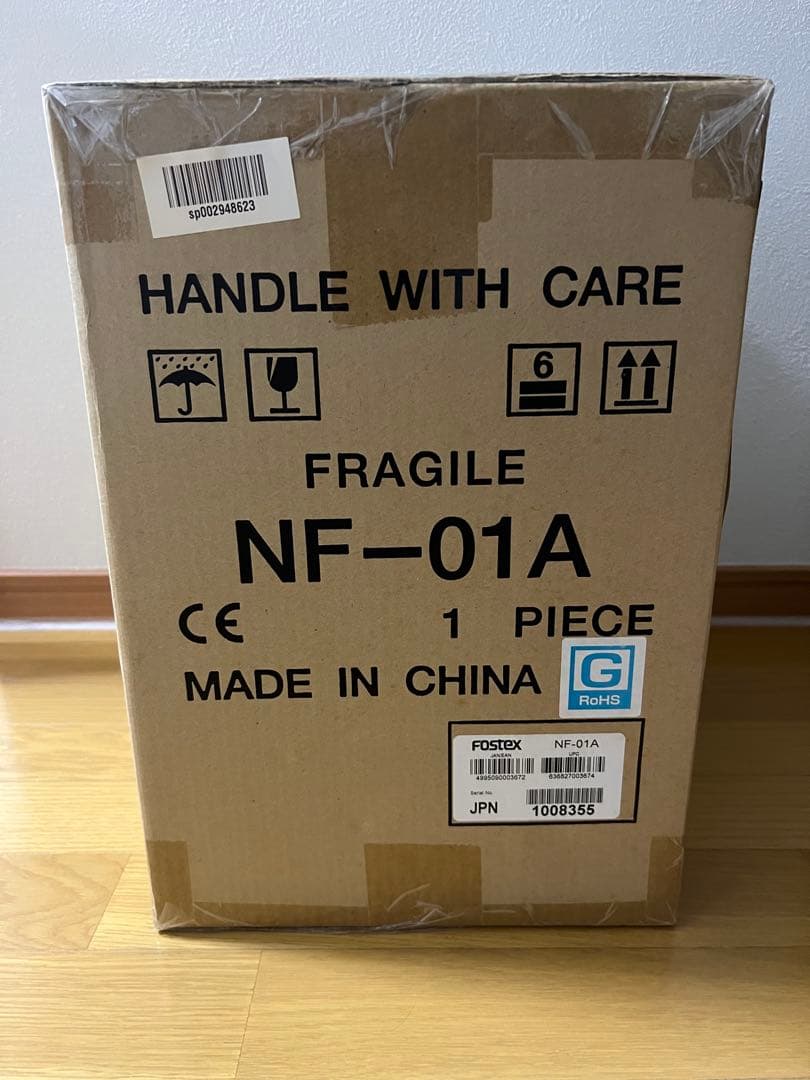 sp002948623
HANDLE WITH CARE
6
FRAGILE
NF-01A
CE 1 PIECE
MADE IN CHINA
G
RoHS
FOSTEX NF-01A
JAN/EAN UPC
4995090003672 636827003674
Serial No.
JPN 1008355